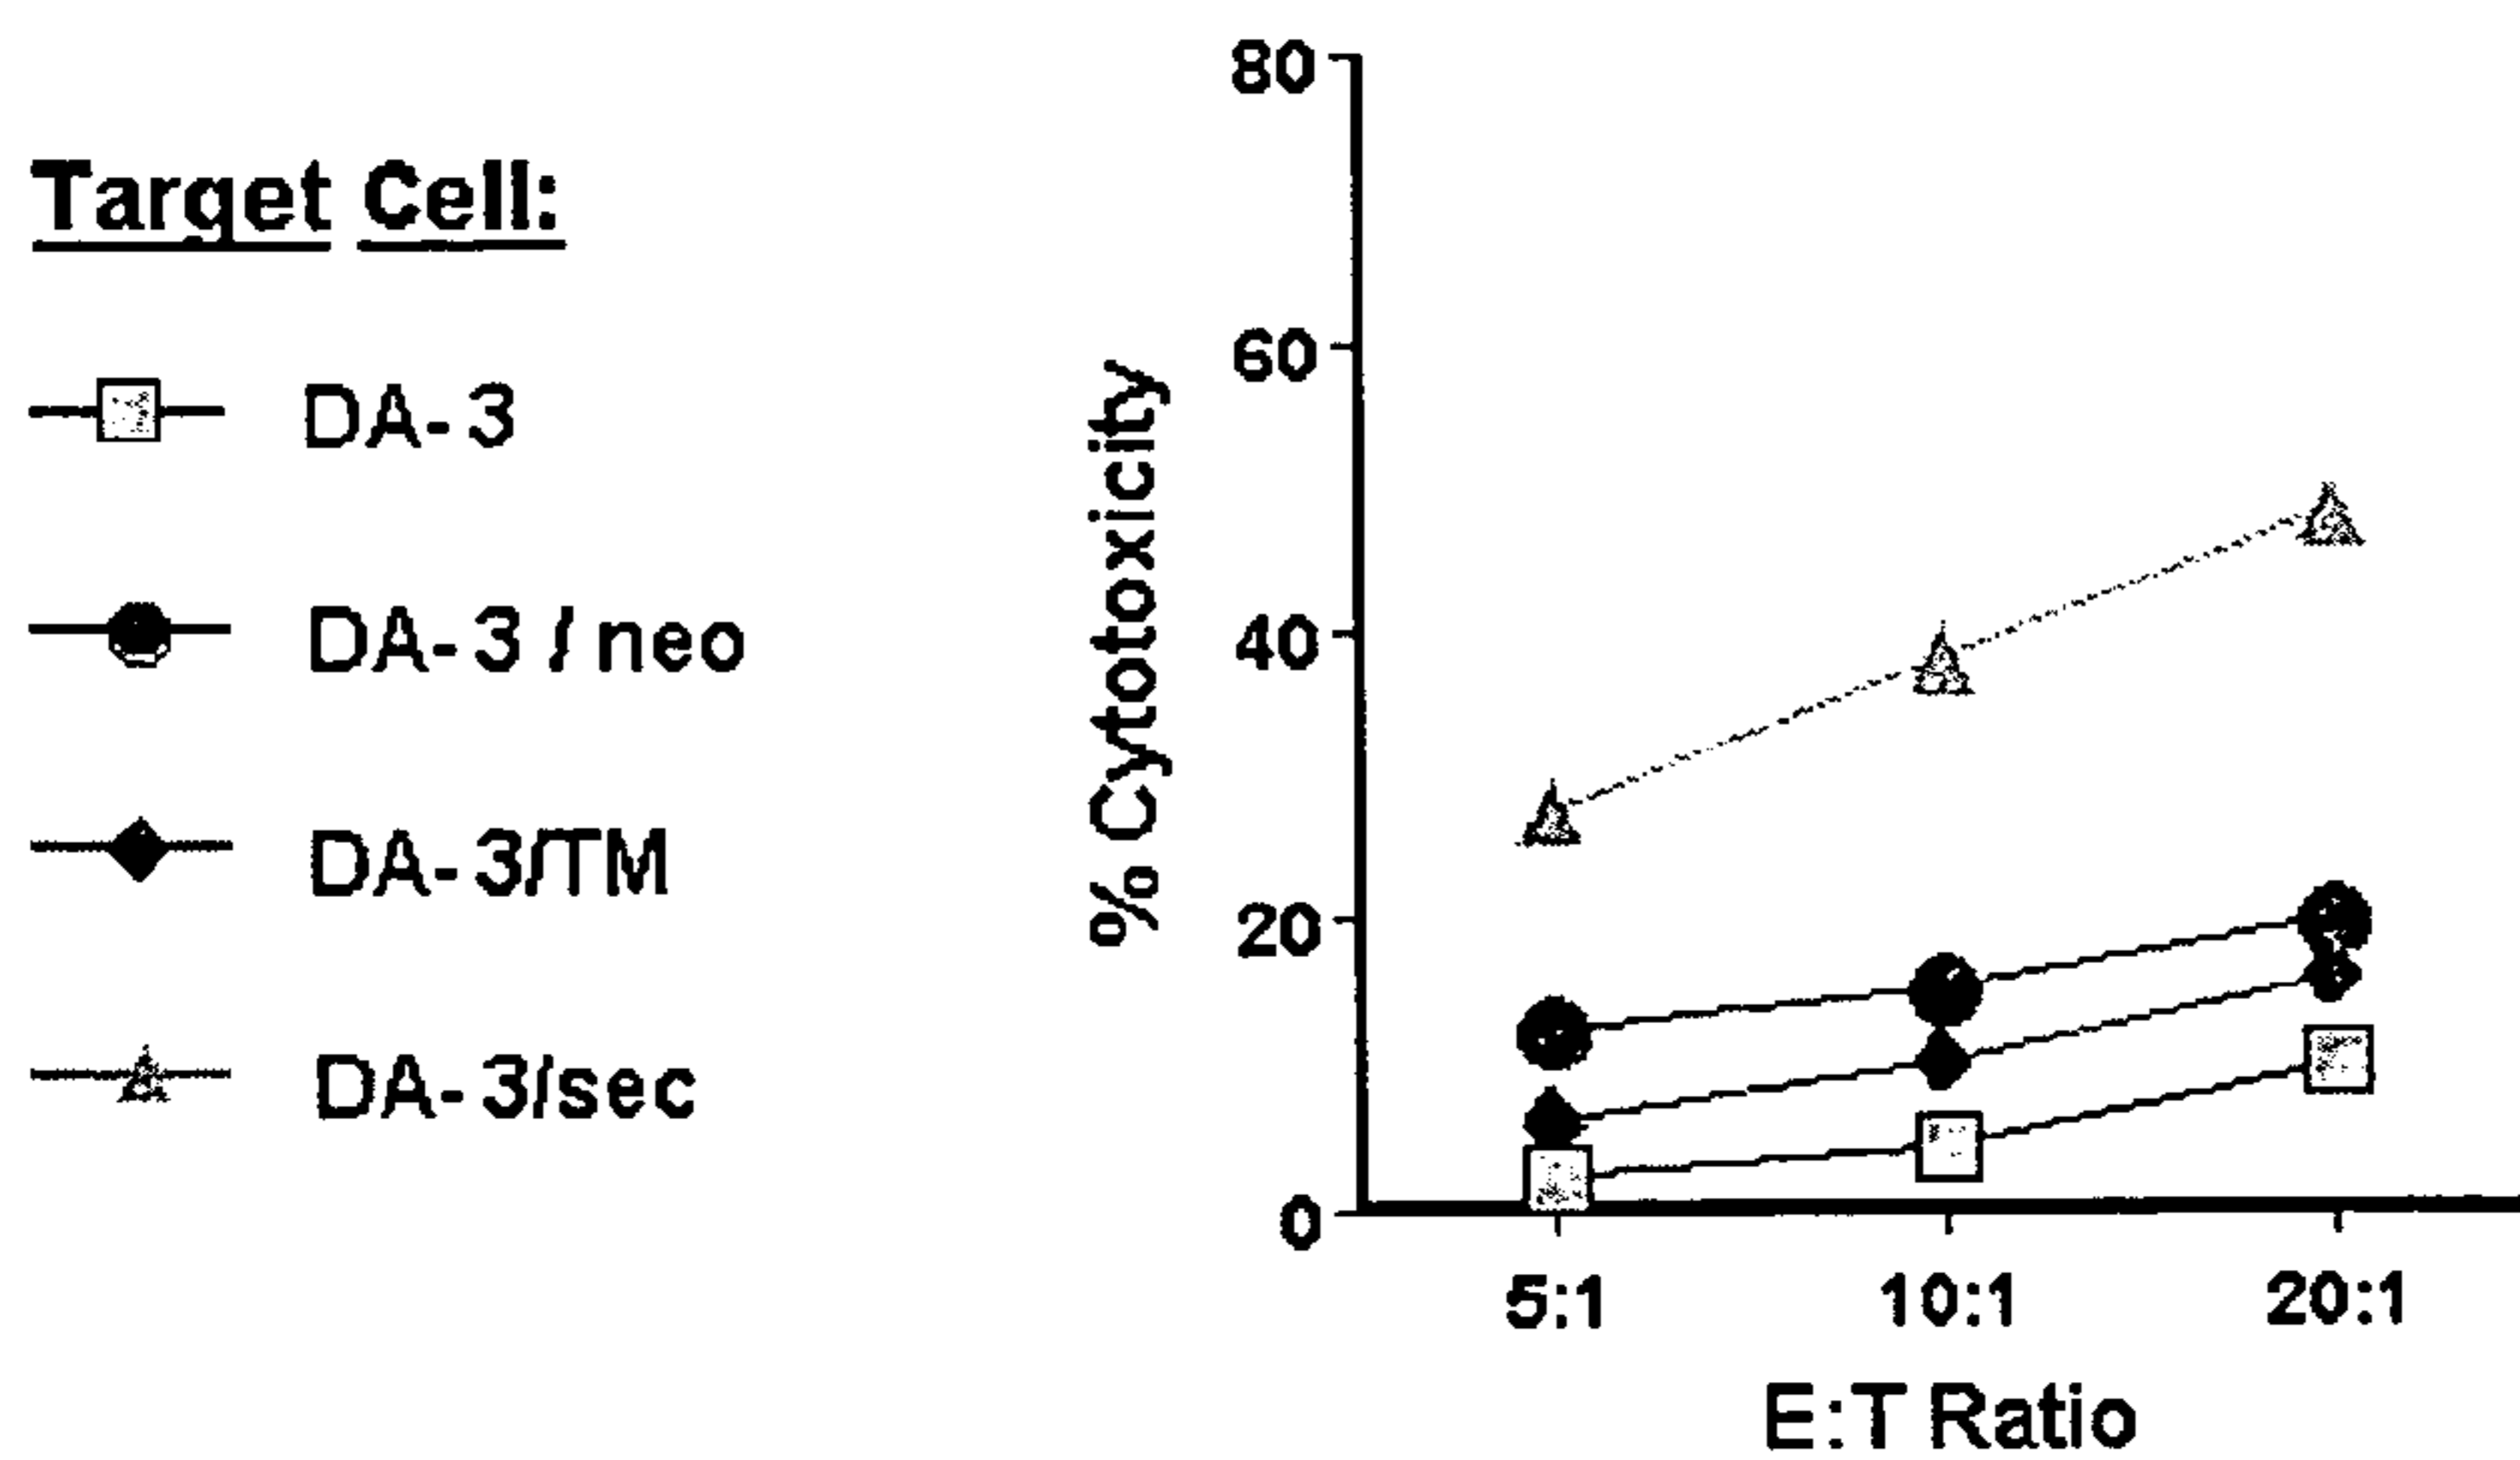 Target Cell:
DA-3
DA-3 / neo
DA-3/TM
DA-3/sec
% Cytotoxicity
80
60
40
20
0
5:1 10:1 20:1
E:T Ratio